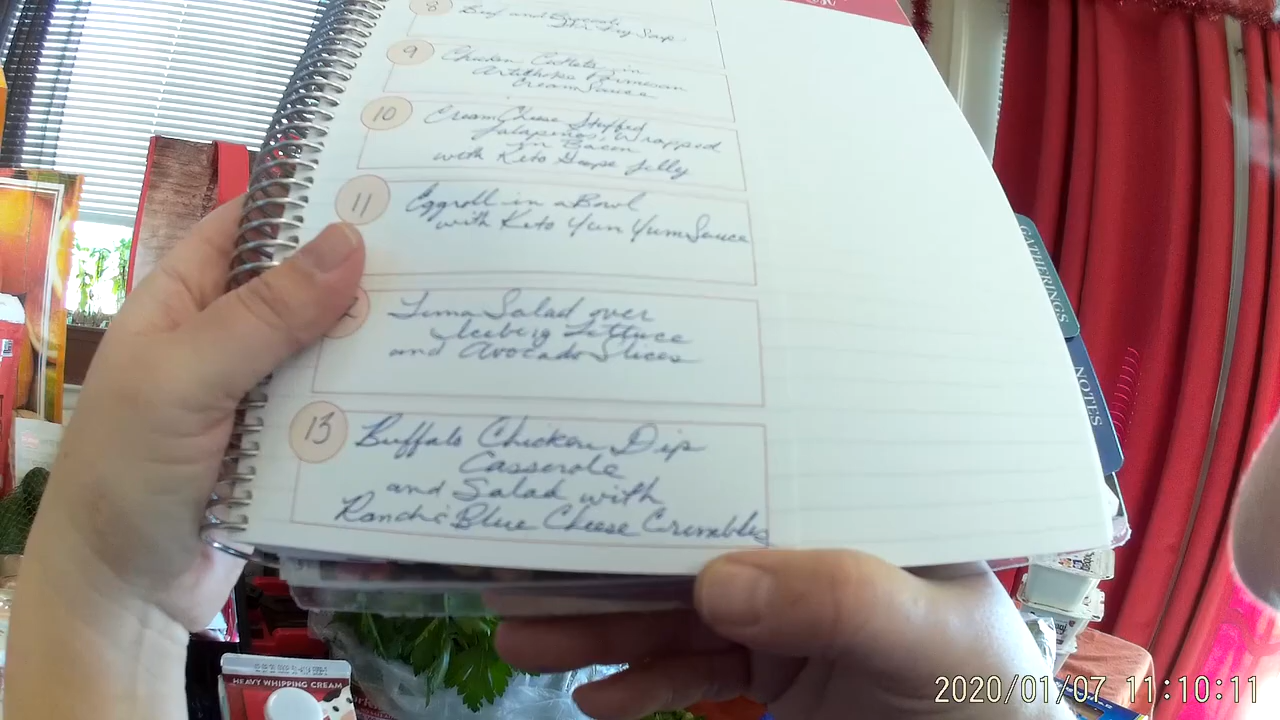 8
Beef and Broccoli
Stir Fry Soup
9
Chicken Cutlets in
Artichoke Parmesan
Cream Sauce
10
Cream Cheese Stuffed
Jalapeños Wrapped
in Bacon
with Keto Grape Jelly
11
Eggroll in a Bowl
with Keto Yum Yum Sauce
Tuna Salad over
Iceberg Lettuce
and Avocado Slices
13
Buffalo Chicken Dip
Casserole
and Salad with
Ranch & Blue Cheese Crumbles
GATHERINGS
NOTES
HEAVY WHIPPING CREAM
2020/01/07 11:10:11